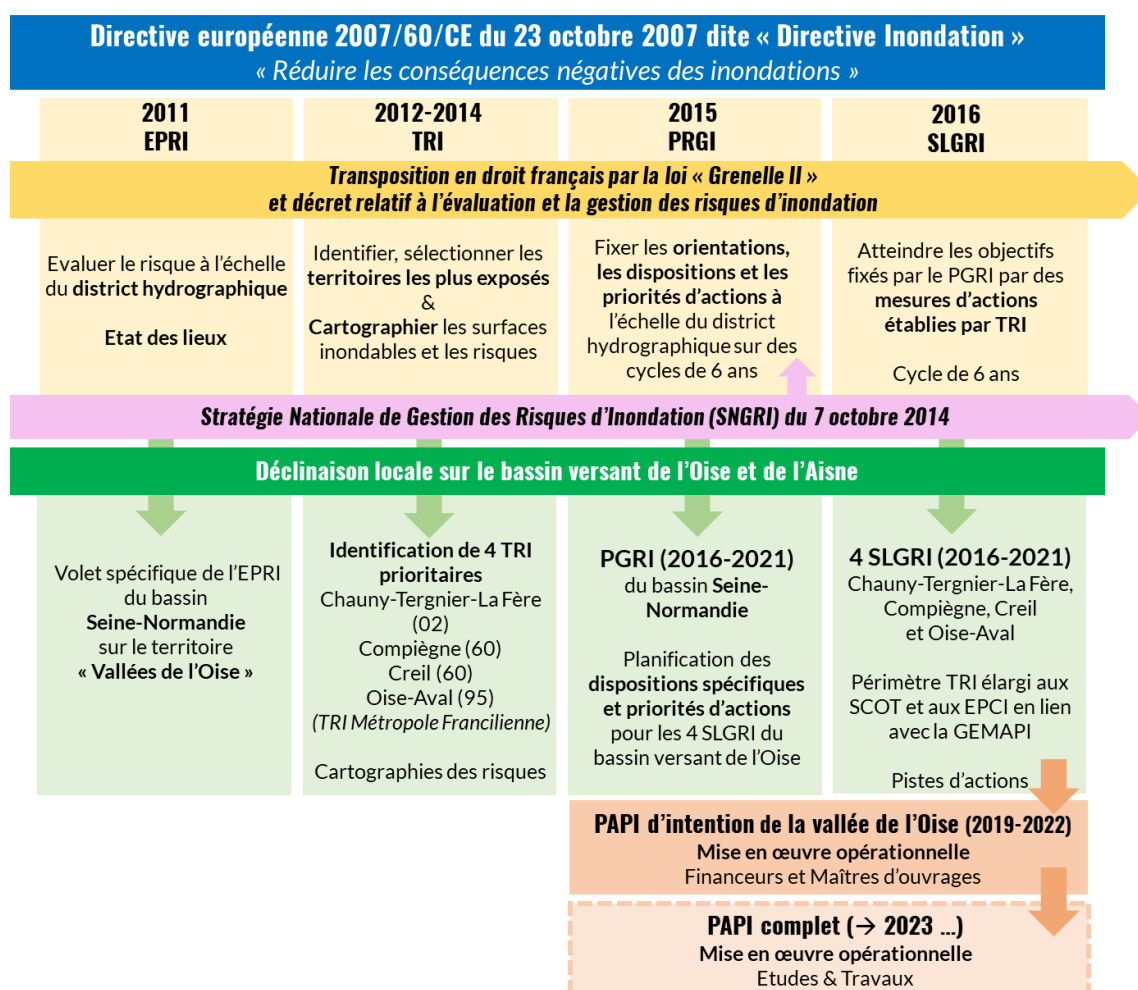 Directive européenne 2007/60/CE du 23 octobre 2007 dite « Directive Inondation »
« Réduire les conséquences négatives des inondations »
2011
EPRI
2012-2014
TRI
2015
PRGI
2016
SLGRI
Transposition en droit français par la loi « Grenelle II »
et décret relatif à l’évaluation et la gestion des risques d’inondation
Evaluer le risque à l’échelle
du district hydrographique
Etat des lieux
Identifier, sélectionner les
territoires les plus exposés
&
Cartographier les surfaces
inondables et les risques
Fixer les orientations,
les dispositions et les
priorités d’actions à
l’échelle du district
hydrographique sur des
cycles de 6 ans
Atteindre les objectifs
fixés par le PGRI par des
mesures d’actions
établies par TRI
Cycle de 6 ans
Stratégie Nationale de Gestion des Risques d’Inondation (SNGRI) du 7 octobre 2014
Déclinaison locale sur le bassin versant de l’Oise et de l’Aisne
Volet spécifique de l’EPRI
du bassin
Seine-Normandie
sur le territoire
« Vallées de l’Oise »
Identification de 4 TRI
prioritaires
Chauny-Tergnier-La Fère
(02)
Compiègne (60)
Creil (60)
Oise-Aval (95)
(TRI Métropole Francilienne)
Cartographies des risques
PGRI (2016-2021)
du bassin Seine-
Normandie
Planification des
dispositions spécifiques
et priorités d’actions
pour les 4 SLGRI du
bassin versant de l’Oise
4 SLGRI (2016-2021)
Chauny-Tergnier-La Fère,
Compiègne, Creil
et Oise-Aval
Périmètre TRI élargi aux
SCOT et aux EPCI en lien
avec la GEMAPI
Pistes d’actions
PAPI d’intention de la vallée de l’Oise (2019-2022)
Mise en œuvre opérationnelle
Financeurs et Maîtres d’ouvrages
PAPI complet (→ 2023 ...)
Mise en œuvre opérationnelle
Etudes & Travaux